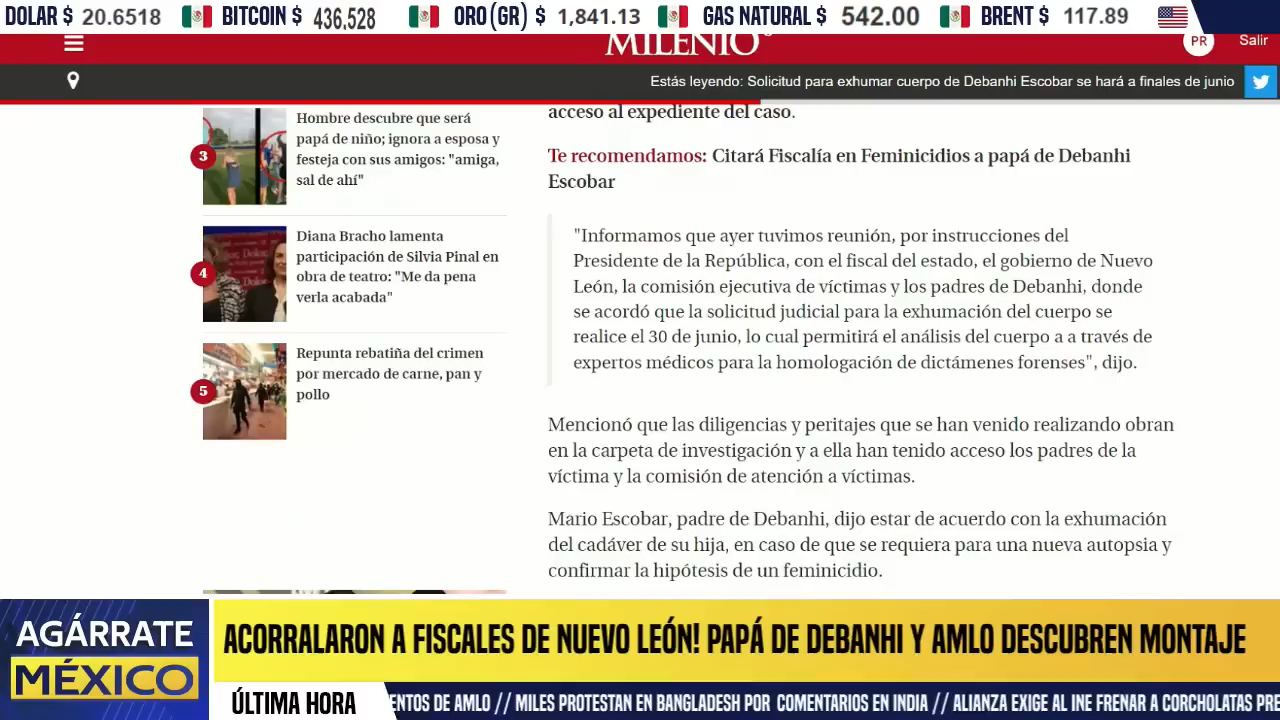 DOLAR $ 20.6518 BITCOIN $ 436,528 ORO(GR) $ 1,841.13 GAS NATURAL $ 542.00 BRENT $ 117.89
MILENIO
PR
Salir
Estás leyendo: Solicitud para exhumar cuerpo de Debanhi Escobar se hará a finales de junio
3
Hombre descubre que será
papá de niño; ignora a esposa y
festeja con sus amigos: "amiga,
sal de ahí"
4
Diana Bracho lamenta
participación de Silvia Pinal en
obra de teatro: "Me da pena
verla acabada"
5
Repunta rebatiña del crimen
por mercado de carne, pan y
pollo
acceso al expediente del caso.
Te recomendamos: Citará Fiscalía en Feminicidios a papá de Debanhi
Escobar
"Informamos que ayer tuvimos reunión, por instrucciones del
Presidente de la República, con el fiscal del estado, el gobierno de Nuevo
León, la comisión ejecutiva de víctimas y los padres de Debanhi, donde
se acordó que la solicitud judicial para la exhumación del cuerpo se
realice el 30 de junio, lo cual permitirá el análisis del cuerpo a a través de
expertos médicos para la homologación de dictámenes forenses", dijo.
Mencionó que las diligencias y peritajes que se han venido realizando obran
en la carpeta de investigación y a ella han tenido acceso los padres de la
víctima y la comisión de atención a víctimas.
Mario Escobar, padre de Debanhi, dijo estar de acuerdo con la exhumación
del cadáver de su hija, en caso de que se requiera para una nueva autopsia y
confirmar la hipótesis de un feminicidio.
AGÁRRATE
MÉXICO
ACORRALARON A FISCALES DE NUEVO LEÓN! PAPÁ DE DEBANHI Y AMLO DESCUBREN MONTAJE
ÚLTIMA HORA
ENTOS DE AMLO // MILES PROTESTAN EN BANGLADESH POR COMENTARIOS EN INDIA // ALIANZA EXIGE AL INE FRENAR A CORCHOLATAS PRE